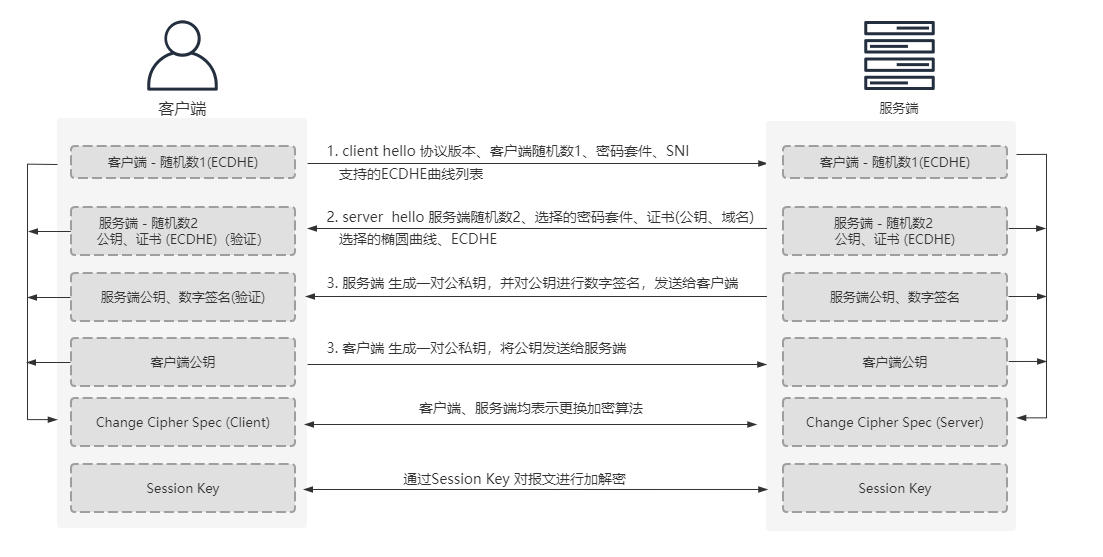 客户端
服务端
客户端 - 随机数1(ECDHE)
1. client hello 协议版本、客户端随机数1、密码套件、SNI
支持的ECDHE曲线列表
客户端 - 随机数1(ECDHE)
服务端 - 随机数2
公钥、证书 (ECDHE)（验证）
2. server  hello 服务端随机数2、选择的密码套件、证书(公钥、域名)
选择的椭圆曲线、ECDHE
服务端 - 随机数2
公钥、证书 (ECDHE)
服务端公钥、数字签名(验证)
3. 服务端 生成一对公私钥，并对公钥进行数字签名，发送给客户端
服务端公钥、数字签名
客户端公钥
3. 客户端 生成一对公私钥，将公钥发送给服务端
客户端公钥
Change Cipher Spec (Client)
客户端、服务端均表示更换加密算法
Change Cipher Spec (Server)
Session Key
通过Session Key 对报文进行加解密
Session Key